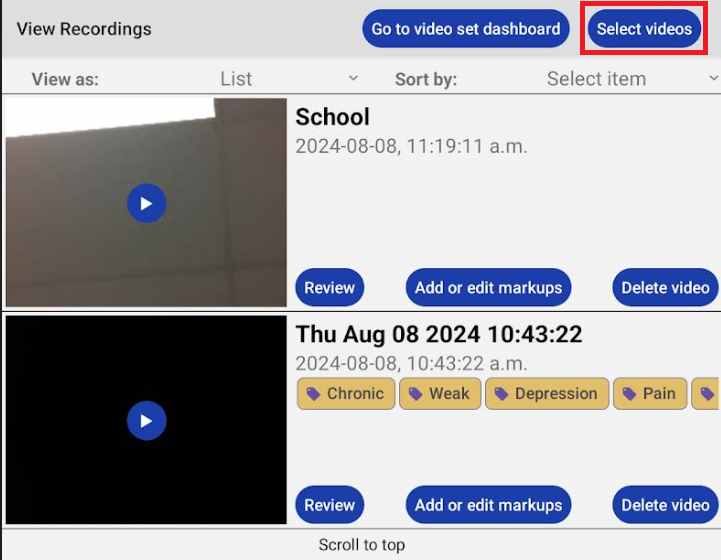 View Recordings Go to video set dashboard Select videos
View as: List Sort by: Select item
School
2024-08-08, 11:19:11 a.m.
Review Add or edit markups Delete video
Thu Aug 08 2024 10:43:22
2024-08-08, 10:43:22 a.m.
Chronic Weak Depression Pain
Review Add or edit markups Delete video
Scroll to top